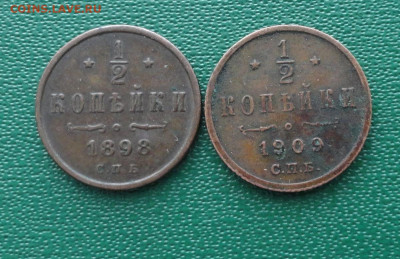 COINS.LAVE.RU
1/2
КОПѢЙКИ
1898
С.П.Б.
1/2
КОПѢЙКИ
1909
С.П.Б.